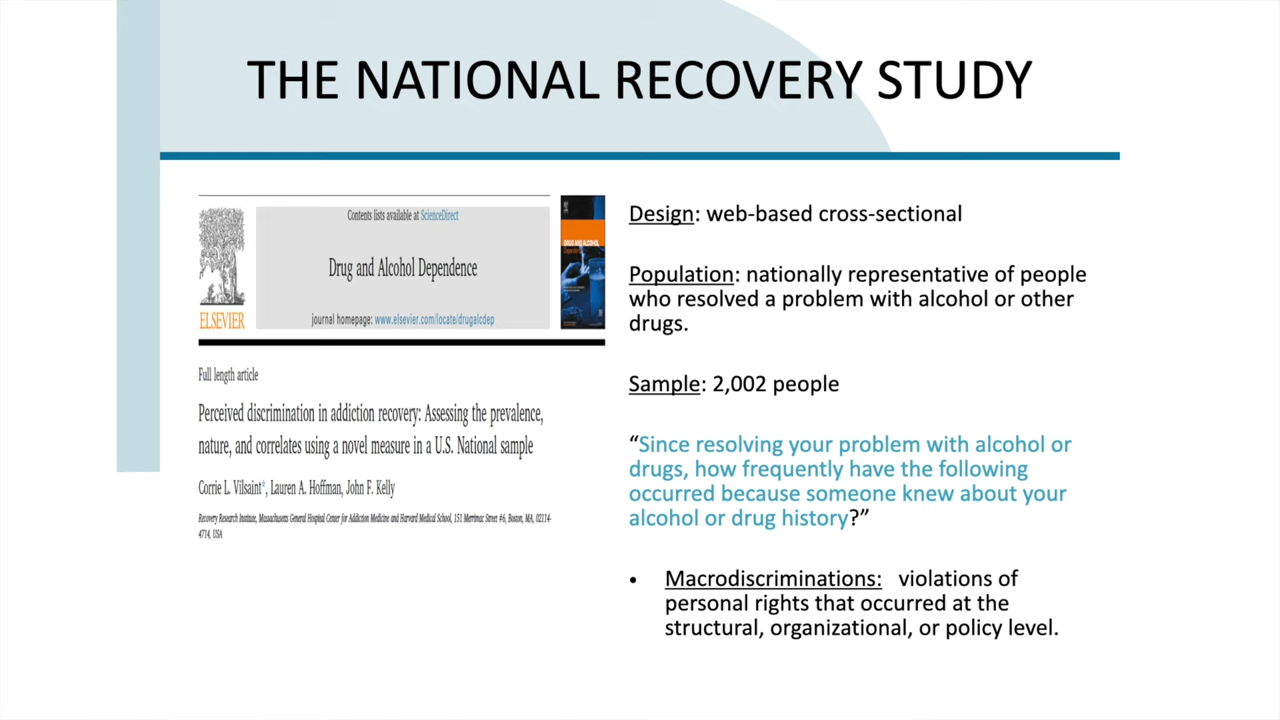 THE NATIONAL RECOVERY STUDY
Contents lists available at ScienceDirect
Drug and Alcohol Dependence
journal homepage: www.elsevier.com/locate/drugalcdep
ELSEVIER
DRUG AND ALCOHOL
Full length article
Perceived discrimination in addiction recovery: Assessing the prevalence,
nature, and correlates using a novel measure in a U.S. National sample
Corrie L. Vilsaint*, Lauren A. Hoffman, John F. Kelly
Recovery Research Institute, Massachusetts General Hospital Center for Addiction Medicine and Harvard Medical School, 151 Merrimac Street #6, Boston, MA, 02114-
4714, USA
Design: web-based cross-sectional
Population: nationally representative of people
who resolved a problem with alcohol or other
drugs.
Sample: 2,002 people
“Since resolving your problem with alcohol or
drugs, how frequently have the following
occurred because someone knew about your
alcohol or drug history?”
• Macrodiscriminations: violations of
personal rights that occurred at the
structural, organizational, or policy level.